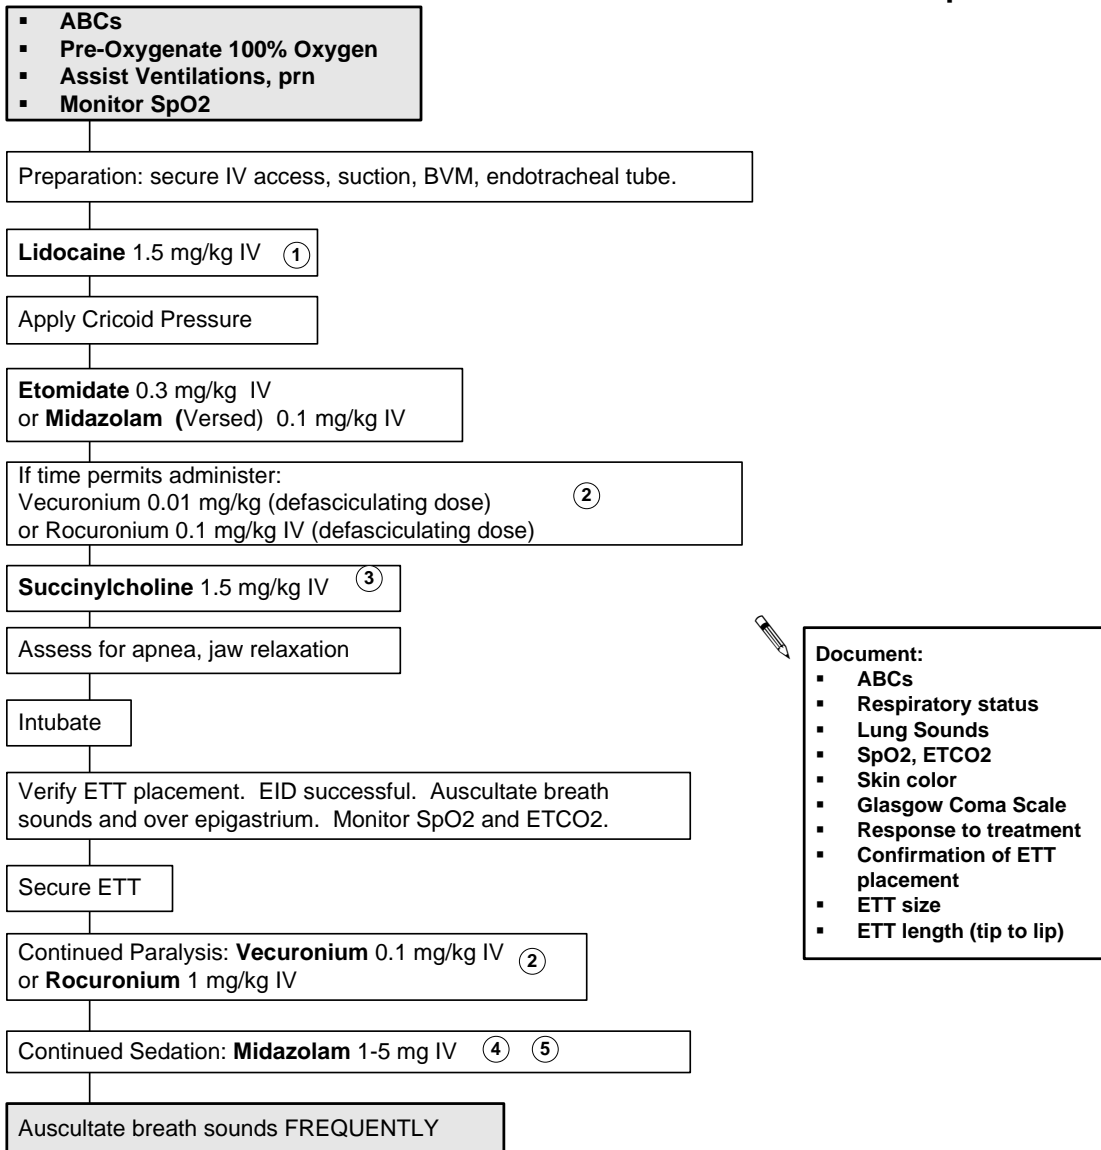 ▪ ABCs
▪ Pre-Oxygenate 100% Oxygen
▪ Assist Ventilations, prn
▪ Monitor SpO2
Preparation: secure IV access, suction, BVM, endotracheal tube.
Lidocaine 1.5 mg/kg IV 1
Apply Cricoid Pressure
Etomidate 0.3 mg/kg IV
or Midazolam (Versed) 0.1 mg/kg IV
If time permits administer:
Vecuronium 0.01 mg/kg (defasciculating dose) 2
or Rocuronium 0.1 mg/kg IV (defasciculating dose)
Succinylcholine 1.5 mg/kg IV 3
Assess for apnea, jaw relaxation
Intubate
Verify ETT placement. EID successful. Auscultate breath
sounds and over epigastrium. Monitor SpO2 and ETCO2.
Secure ETT
Continued Paralysis: Vecuronium 0.1 mg/kg IV 2
or Rocuronium 1 mg/kg IV
Continued Sedation: Midazolam 1-5 mg IV 4 5
Auscultate breath sounds FREQUENTLY
Document:
▪ ABCs
▪ Respiratory status
▪ Lung Sounds
▪ SpO2, ETCO2
▪ Skin color
▪ Glasgow Coma Scale
▪ Response to treatment
▪ Confirmation of ETT
placement
▪ ETT size
▪ ETT length (tip to lip)